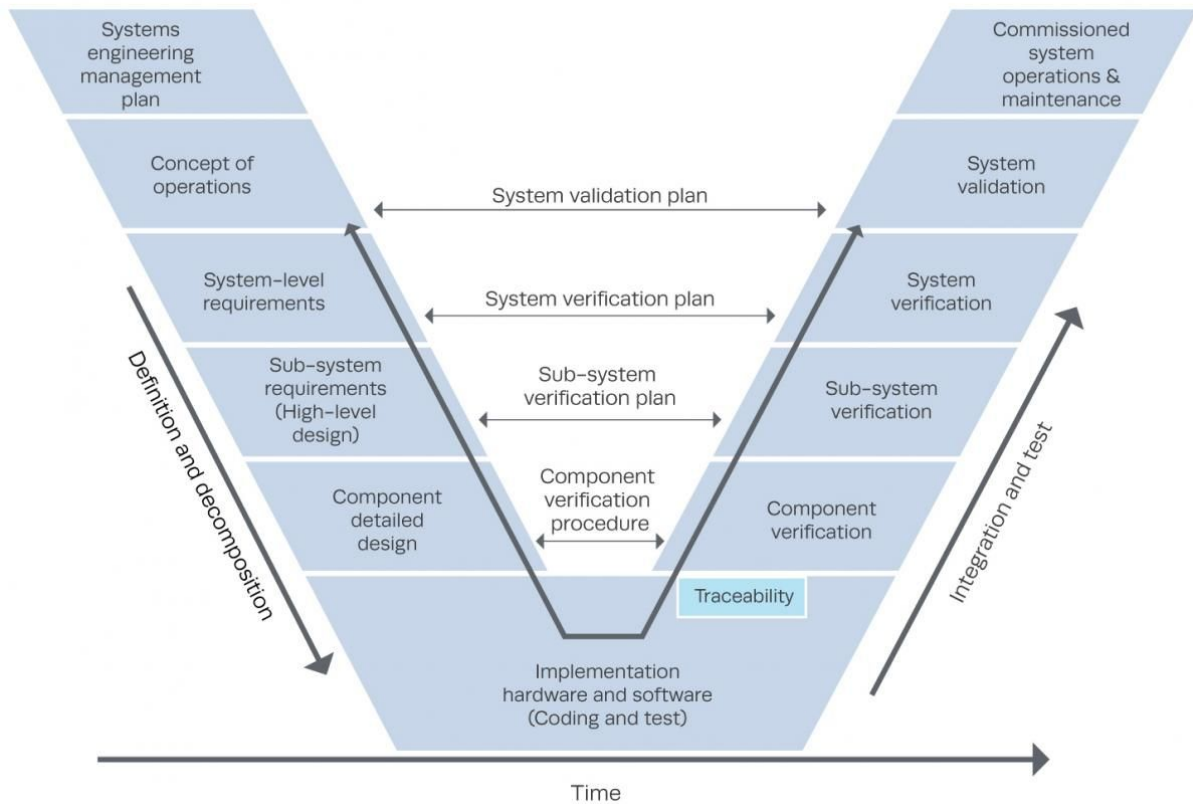 Systems
engineering
management
plan
Commissioned
system
operations &
maintenance
Concept of
operations
System validation plan
System
validation
System-level
requirements
System verification plan
System
verification
Sub-system
requirements
(High-level
design)
Sub-system
verification plan
Sub-system
verification
Component
detailed
design
Component
verification
procedure
Component
verification
Definition and decomposition
Integration and test
Traceability
Implementation
hardware and software
(Coding and test)
Time